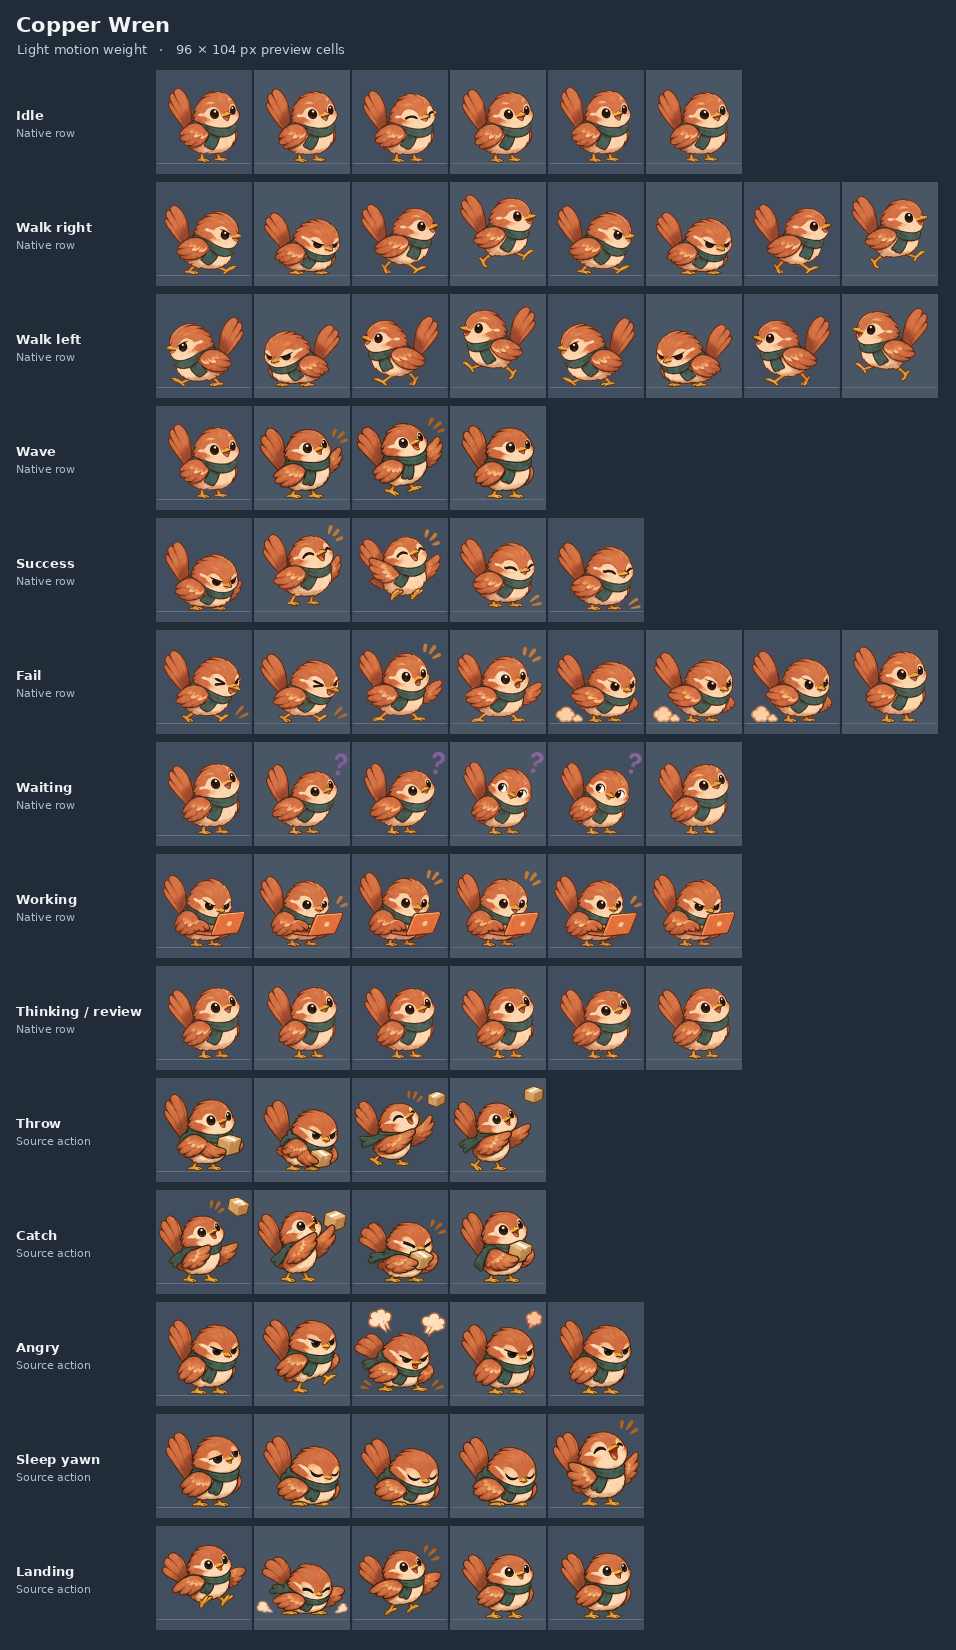 Copper Wren
Light motion weight · 96 × 104 px preview cells
Idle
Native row
Walk right
Native row
Walk left
Native row
Wave
Native row
Success
Native row
Fail
Native row
Waiting
Native row
? ? ? ?
Working
Native row
Thinking / review
Native row
Throw
Source action
Catch
Source action
Angry
Source action
Sleep yawn
Source action
Landing
Source action